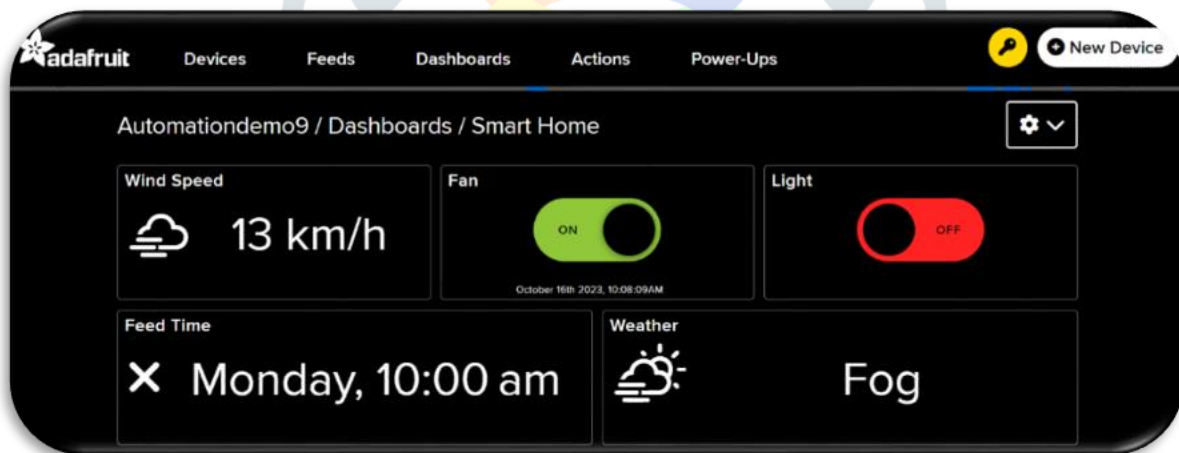 adafruit Devices Feeds Dashboards Actions Power-Ups New Device
Automationdemo9 / Dashboards / Smart Home
Wind Speed
13 km/h
Fan
ON
October 16th 2023, 10:08:09AM
Light
OFF
Feed Time
Monday, 10:00 am
Weather
Fog